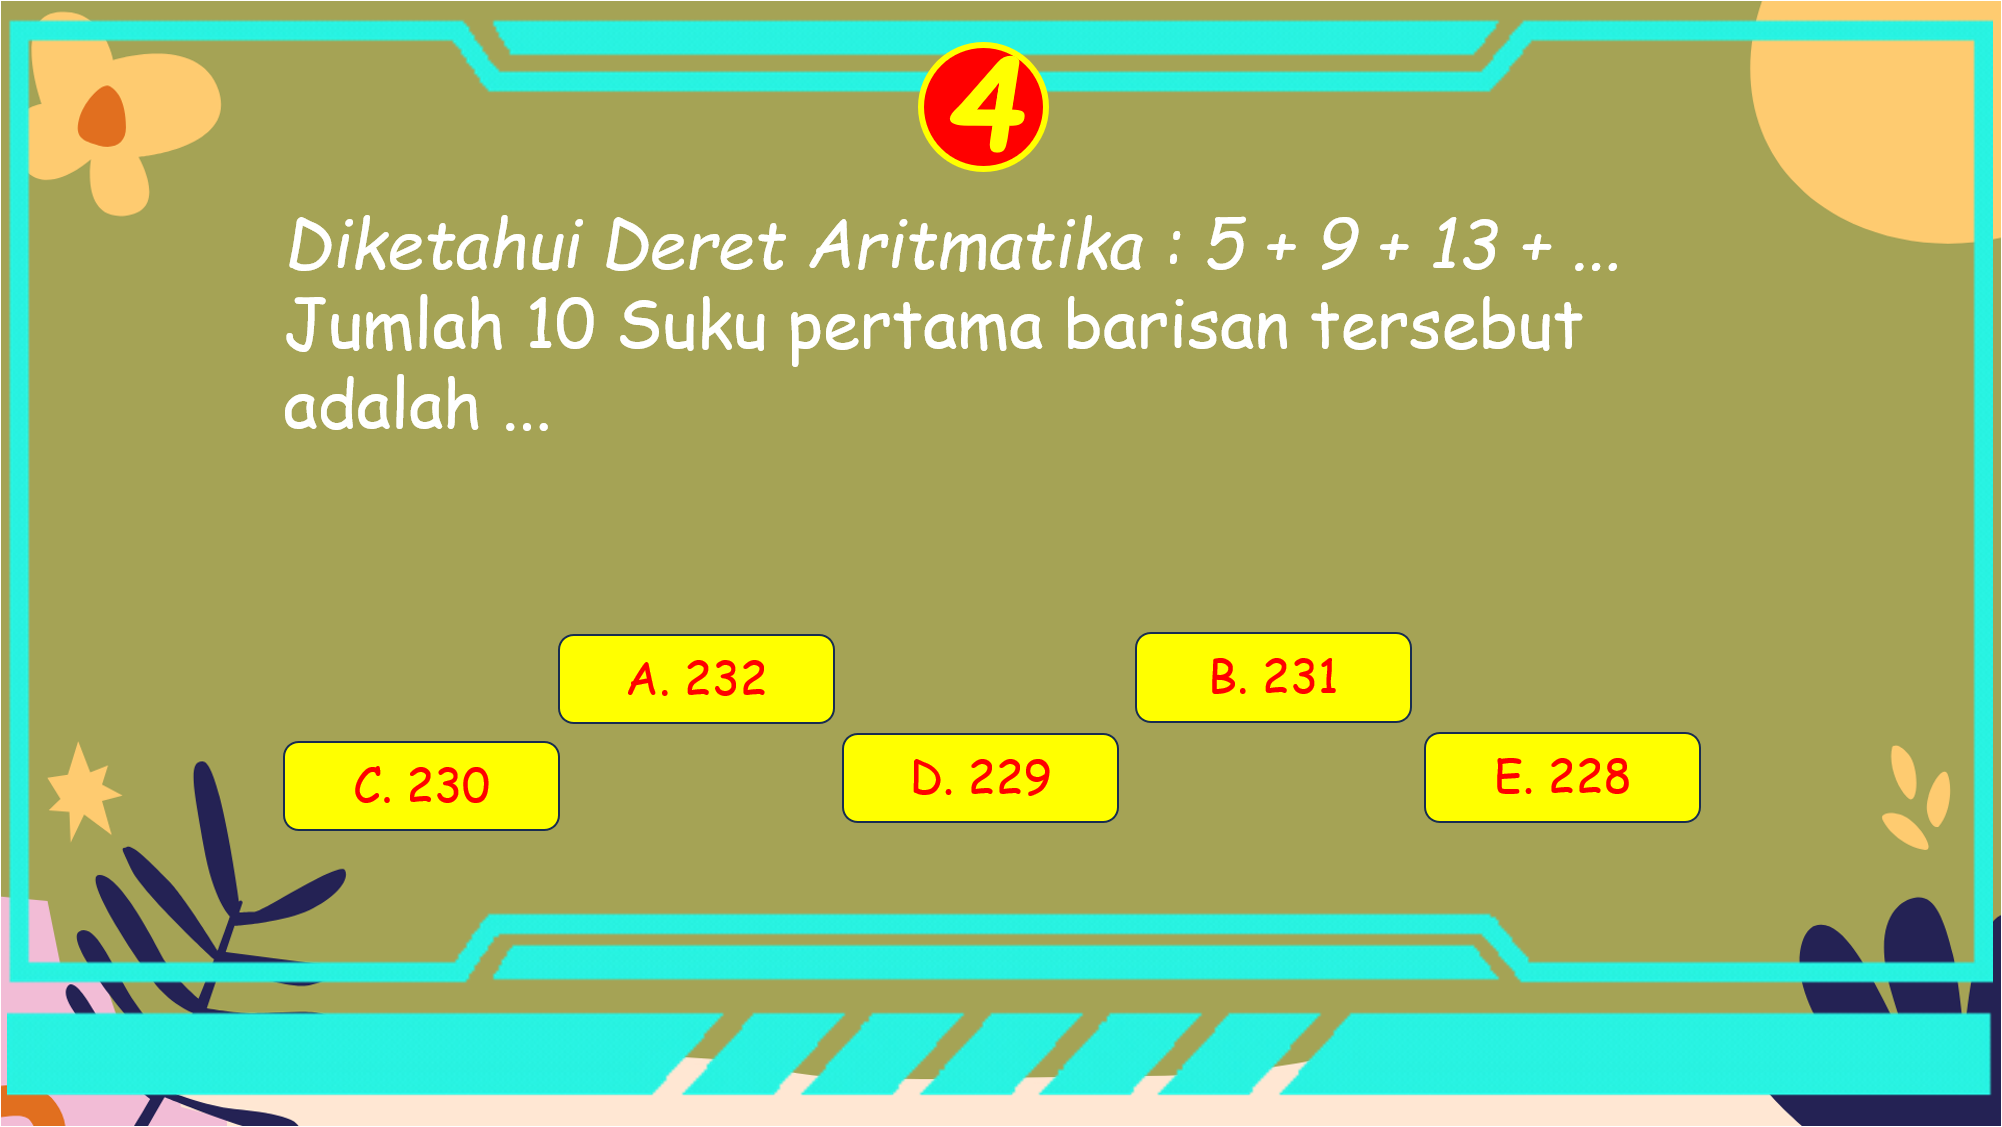 4
Diketahui Deret Aritmatika : 5 + 9 + 13 + ...
Jumlah 10 Suku pertama barisan tersebut
adalah ...
A. 232
B. 231
C. 230
D. 229
E. 228